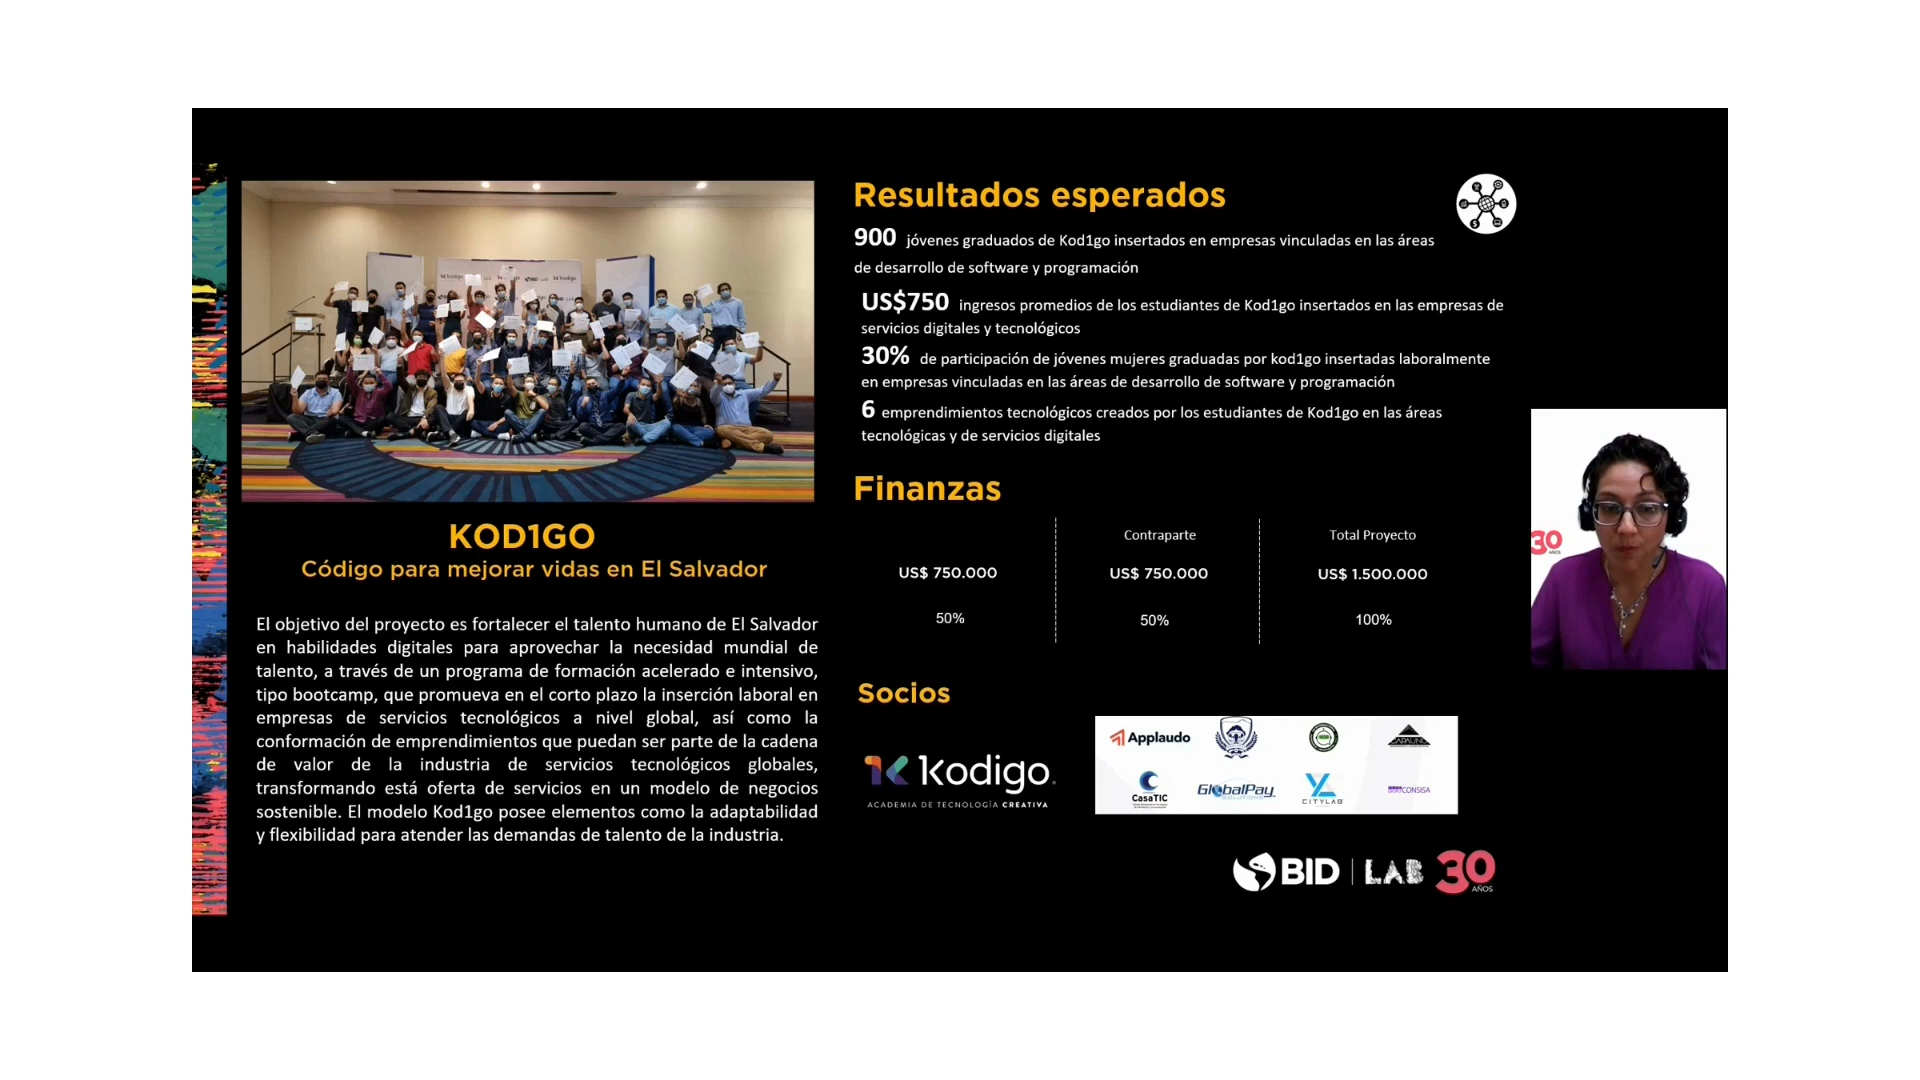 KOD1GO
Código para mejorar vidas en El Salvador
El objetivo del proyecto es fortalecer el talento humano de El Salvador
en habilidades digitales para aprovechar la necesidad mundial de
talento, a través de un programa de formación acelerado e intensivo,
tipo bootcamp, que promueva en el corto plazo la inserción laboral en
empresas de servicios tecnológicos a nivel global, así como la
conformación de emprendimientos que puedan ser parte de la cadena
de valor de la industria de servicios tecnológicos globales,
transformando está oferta de servicios en un modelo de negocios
sostenible. El modelo Kod1go posee elementos como la adaptabilidad
y flexibilidad para atender las demandas de talento de la industria.
Resultados esperados
900 jóvenes graduados de Kod1go insertados en empresas vinculadas en las áreas
de desarrollo de software y programación
US$750 ingresos promedios de los estudiantes de Kod1go insertados en las empresas de
servicios digitales y tecnológicos
30% de participación de jóvenes mujeres graduadas por kod1go insertadas laboralmente
en empresas vinculadas en las áreas de desarrollo de software y programación
6 emprendimientos tecnológicos creados por los estudiantes de Kod1go en las áreas
tecnológicas y de servicios digitales
Finanzas
Contraparte Total Proyecto
US$ 750.000 US$ 750.000 US$ 1.500.000
50% 50% 100%
Socios
Kodigo.
ACADEMIA DE TECNOLOGÍA CREATIVA
Applaudo
CasaTIC
GlobalPay
SOLUTIONS
CITYLAB
CONSISA
BID | LAB 30
AÑOS
30
AÑOS